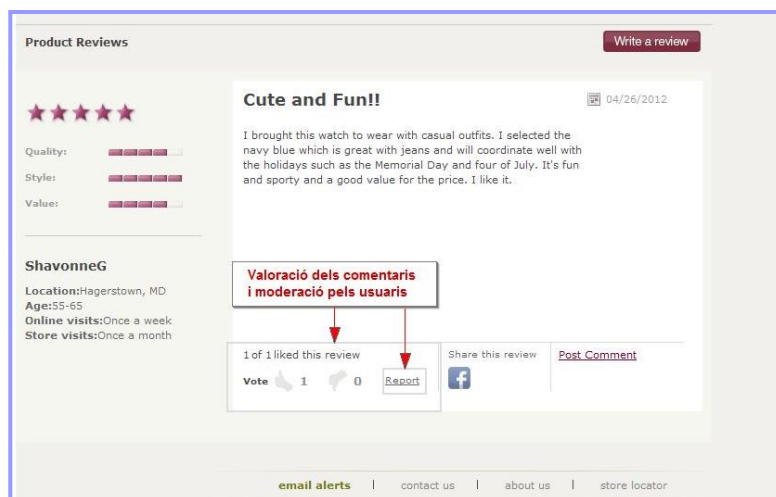 Product Reviews
Write a review
Cute and Fun!!
04/26/2012
I brought this watch to wear with casual outfits. I selected the
navy blue which is great with jeans and will coordinate well with
the holidays such as the Memorial Day and four of July. It's fun
and sporty and a good value for the price. I like it.
Quality:
Style:
Value:
ShavonneG
Location:Hagerstown, MD
Age:55-65
Online visits:Once a week
Store visits:Once a month
Valoració dels comentaris
i moderació pels usuaris
1 of 1 liked this review
Vote 1 0 Report
Share this review
Post Comment
email alerts | contact us | about us | store locator